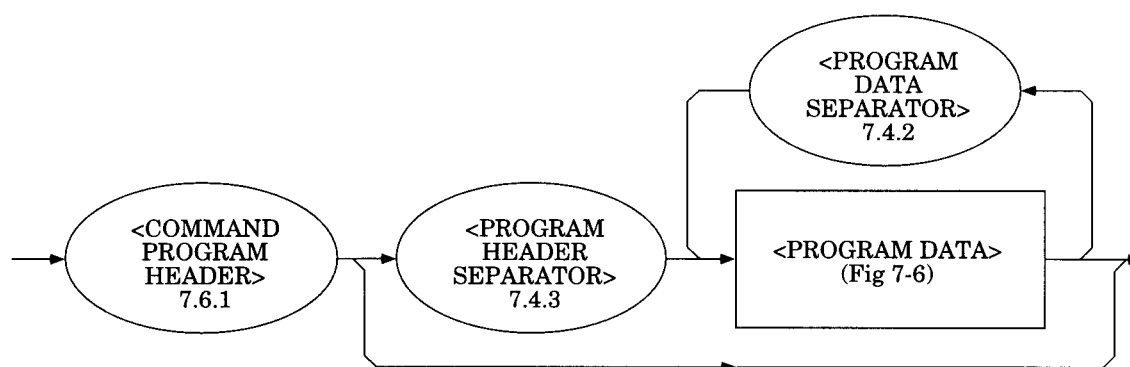 <PROGRAM
DATA
SEPARATOR>
7.4.2
<COMMAND
PROGRAM
HEADER>
7.6.1
<PROGRAM
HEADER
SEPARATOR>
7.4.3
<PROGRAM DATA>
(Fig 7-6)